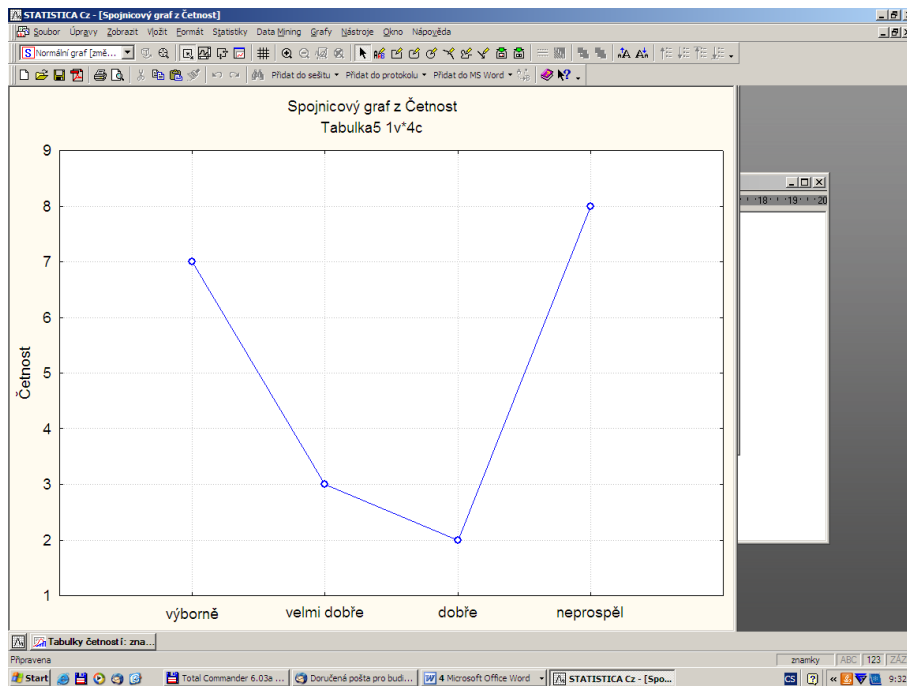 STATISTICA Cz - [Spojnicový graf z Četnost]
Soubor Úpravy Zobrazit Vložit Formát Statistiky Data Mining Grafy Nástroje Okno Nápověda
Normální graf [změ...
Přidat do sešitu Přidat do protokolu Přidat do MS Word
Spojnicový graf z Četnost
Tabulka5 1v*4c
9
8
7
6
5
4
3
2
1
Četnost
výborně velmi dobře dobře neprospěl
18 19 20
Tabulky četností: zna...
Připravena znamky ABC 123 ZÁZ
Start Total Commander 6.03a ... Doručená pošta pro budi... 4 Microsoft Office Word STATISTICA Cz - [Spo... CS 9:32